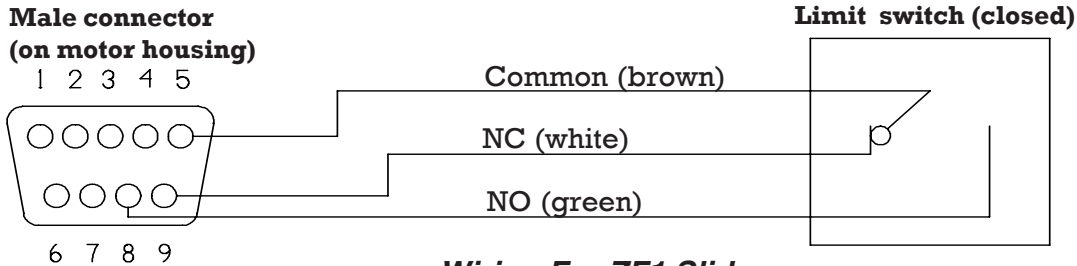 Male connector
(on motor housing)
1 2 3 4 5
6 7 8 9
Common (brown)
NC (white)
NO (green)
Limit switch (closed)